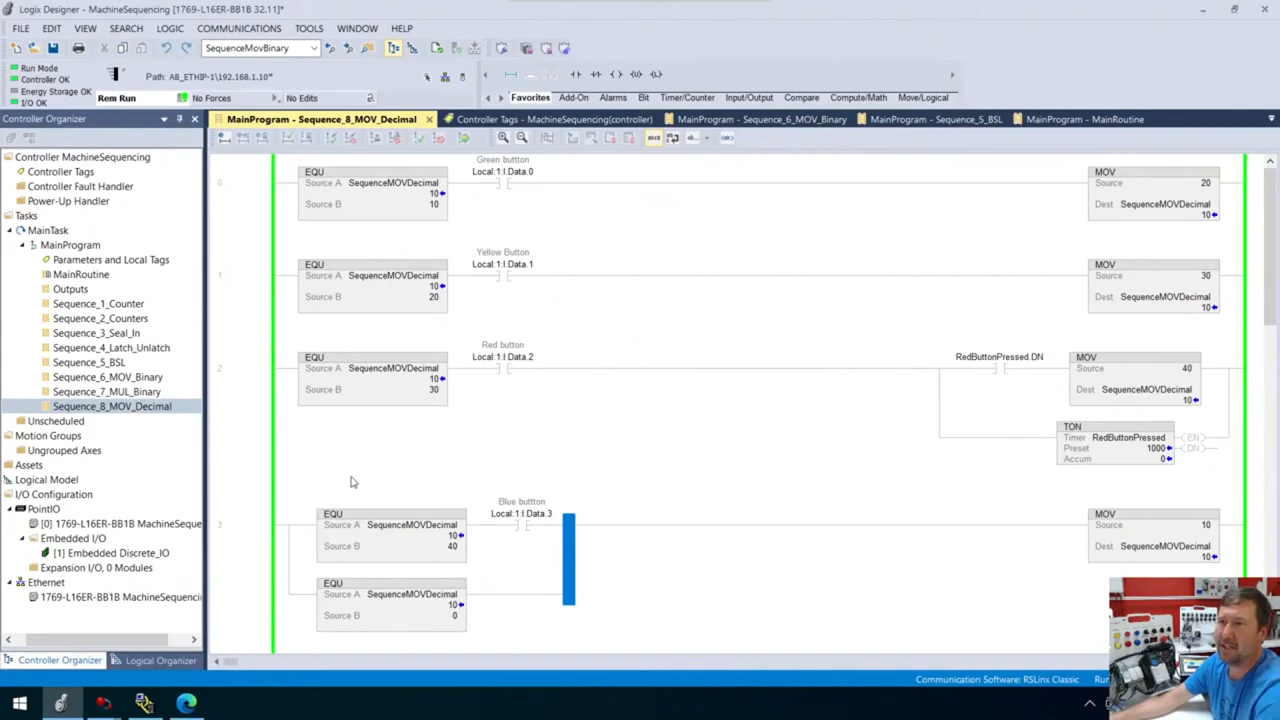 Logix Designer - MachineSequencing [1769-L16ER-BB1B 32.11]*
FILE EDIT VIEW SEARCH LOGIC COMMUNICATIONS TOOLS WINDOW HELP
SequenceMovBinary
Run Mode
Controller OK
Energy Storage OK
I/O OK
Path: AB_ETHIP-1\192.168.1.10*
Rem Run
No Forces
No Edits
Favorites Add-On Alarms Bit Timer/Counter Input/Output Compare Compute/Math Move/Logical
Controller Organizer
MainProgram - Sequence_8_MOV_Decimal
Controller Tags - MachineSequencing(controller)
MainProgram - Sequence_6_MOV_Binary
MainProgram - Sequence_5_BSL
MainProgram - MainRoutine
Controller MachineSequencing
Controller Tags
Controller Fault Handler
Power-Up Handler
Tasks
MainTask
MainProgram
Parameters and Local Tags
MainRoutine
Outputs
Sequence_1_Counter
Sequence_2_Counters
Sequence_3_Seal_In
Sequence_4_Latch_Unlatch
Sequence_5_BSL
Sequence_6_MOV_Binary
Sequence_7_MUL_Binary
Sequence_8_MOV_Decimal
Unscheduled
Motion Groups
Ungrouped Axes
Assets
Logical Model
I/O Configuration
PointIO
[0] 1769-L16ER-BB1B MachineSeque
Embedded I/O
[1] Embedded Discrete_IO
Expansion I/O, 0 Modules
Ethernet
1769-L16ER-BB1B MachineSequencin
Controller Organizer
Logical Organizer
0
EQU
Source A SequenceMOVDecimal
10
Source B 10
Green buttton
Local:1:I.Data.0
MOV
Source 20
Dest SequenceMOVDecimal
10
1
EQU
Source A SequenceMOVDecimal
10
Source B 20
Yellow Button
Local:1:I.Data.1
MOV
Source 30
Dest SequenceMOVDecimal
10
2
EQU
Source A SequenceMOVDecimal
10
Source B 30
Red button
Local:1:I.Data.2
RedButtonPressed.DN
MOV
Source 40
Dest SequenceMOVDecimal
10
TON
Timer RedButtonPressed
Preset 1000
Accum 0
EN
DN
3
EQU
Source A SequenceMOVDecimal
10
Source B 40
Blue buttton
Local:1:I.Data.3
MOV
Source 10
Dest SequenceMOVDecimal
10
EQU
Source A SequenceMOVDecimal
10
Source B 0
Communication Software: RSLinx Classic